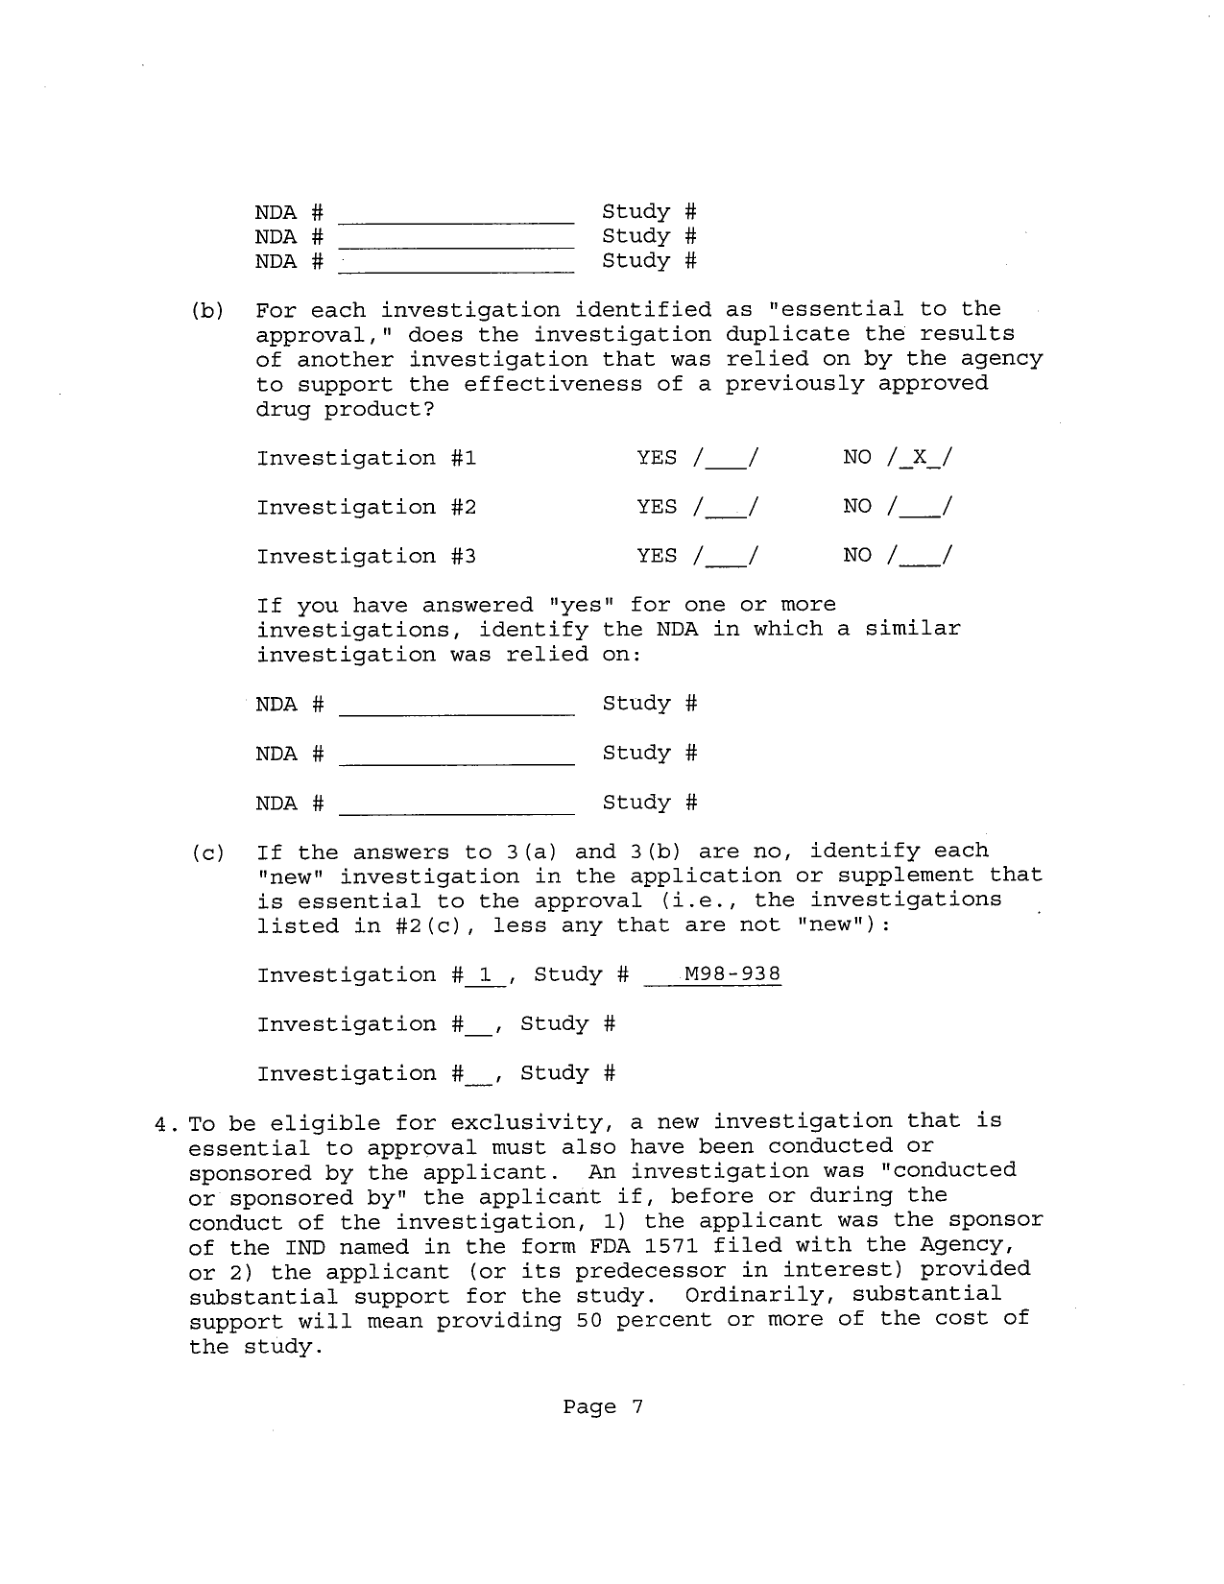 NDA # _________________ Study #
NDA # _________________ Study #
NDA # _________________ Study #
(b) For each investigation identified as "essential to the
approval," does the investigation duplicate the results
of another investigation that was relied on by the agency
to support the effectiveness of a previously approved
drug product?
Investigation #1 YES /___/ NO /_X_/
Investigation #2 YES /___/ NO /___/
Investigation #3 YES /___/ NO /___/
If you have answered "yes" for one or more
investigations, identify the NDA in which a similar
investigation was relied on:
NDA # _________________ Study #
NDA # _________________ Study #
NDA # _________________ Study #
(c) If the answers to 3(a) and 3(b) are no, identify each
"new" investigation in the application or supplement that
is essential to the approval (i.e., the investigations
listed in #2(c), less any that are not "new"):
Investigation #_1_, Study # ___M98-938
Investigation #__, Study #
Investigation #__, Study #
4. To be eligible for exclusivity, a new investigation that is
essential to approval must also have been conducted or
sponsored by the applicant. An investigation was "conducted
or sponsored by" the applicant if, before or during the
conduct of the investigation, 1) the applicant was the sponsor
of the IND named in the form FDA 1571 filed with the Agency,
or 2) the applicant (or its predecessor in interest) provided
substantial support for the study. Ordinarily, substantial
support will mean providing 50 percent or more of the cost of
the study.
Page 7